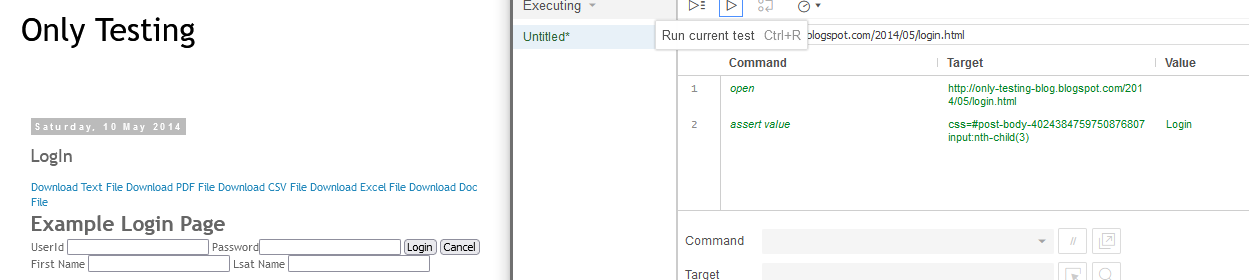 Only Testing
Saturday, 10 May 2014
LogIn
Download Text File Download PDF File Download CSV File Download Excel File Download Doc
File
Example Login Page
UserId Password Login Cancel
First Name Lsat Name
Executing
Untitled*
Run current test Ctrl+R
blogspot.com/2014/05/login.html
Command Target Value
1 open http://only-testing-blog.blogspot.com/201
4/05/login.html
2 assert value css=#post-body-4024384759750876807 Login
input:nth-child(3)
Command //
Target